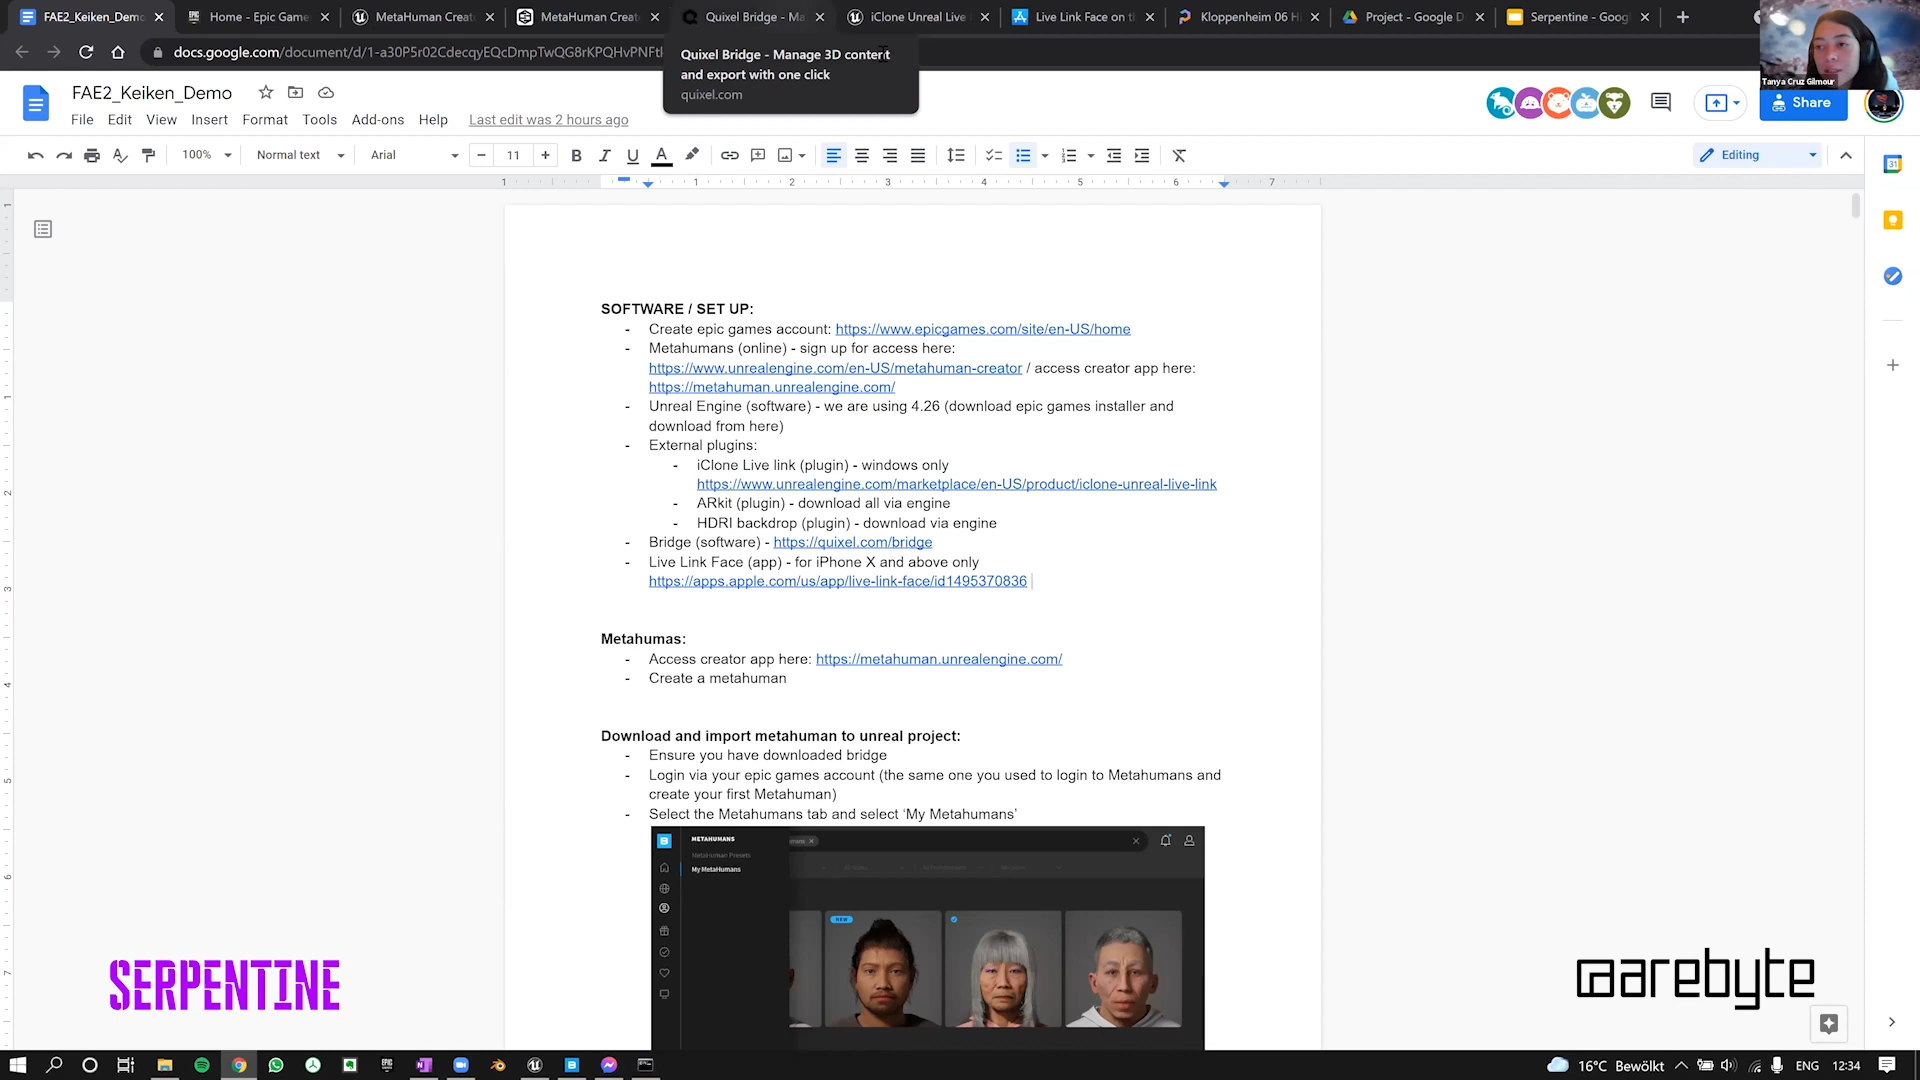 FAE2_Keiken_Demo
Home - Epic Game
MetaHuman Creat
MetaHuman Creat
Quixel Bridge - Ma
iClone Unreal Live
Live Link Face on t
Kloppenheim 06 H
Project - Google D
Serpentine - Goog
docs.google.com/document/d/1-a30P5r02CdecqyEQcDmpTwQG8rKPQHvPNFt
Quixel Bridge - Manage 3D content
and export with one click
quixel.com
Tanya Cruz Gilmour
FAE2_Keiken_Demo
Share
File Edit View Insert Format Tools Add-ons Help Last edit was 2 hours ago
100% Normal text Arial 11 Editing
1 1 2 3 4 5 6 7
SOFTWARE / SET UP:
- Create epic games account: https://www.epicgames.com/site/en-US/home
- Metahumans (online) - sign up for access here:
https://www.unrealengine.com/en-US/metahuman-creator / access creator app here:
https://metahuman.unrealengine.com/
- Unreal Engine (software) - we are using 4.26 (download epic games installer and
download from here)
- External plugins:
- iClone Live link (plugin) - windows only
https://www.unrealengine.com/marketplace/en-US/product/iclone-unreal-live-link
- ARkit (plugin) - download all via engine
- HDRI backdrop (plugin) - download via engine
- Bridge (software) - https://quixel.com/bridge
- Live Link Face (app) - for iPhone X and above only
https://apps.apple.com/us/app/live-link-face/id1495370836
Metahumas:
- Access creator app here: https://metahuman.unrealengine.com/
- Create a metahuman
Download and import metahuman to unreal project:
- Ensure you have downloaded bridge
- Login via your epic games account (the same one you used to login to Metahumans and
create your first Metahuman)
- Select the Metahumans tab and select ‘My Metahumans’
METAHUMANS
MetaHuman Presets
My MetaHumans
NEW
SERPENTINE
@arebyte
16°C Bewölkt ENG 12:34